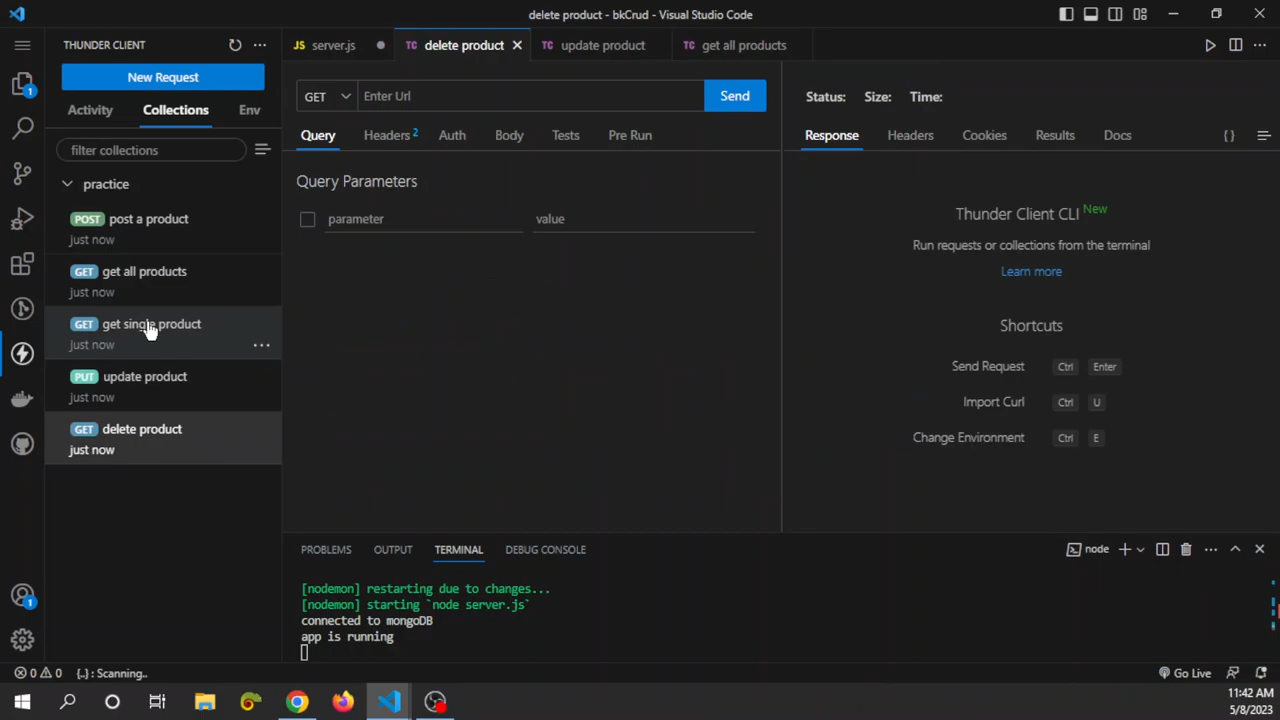 delete product - bkCrud - Visual Studio Code
THUNDER CLIENT
New Request
Activity
Collections
Env
filter collections
practice
POST post a product
just now
GET get all products
just now
GET get single product
just now
PUT update product
just now
GET delete product
just now
JS server.js
TC delete product
TC update product
TC get all products
GET
Enter Url
Send
Query
Headers 2
Auth
Body
Tests
Pre Run
Query Parameters
parameter
value
Status:
Size:
Time:
Response
Headers
Cookies
Results
Docs
{ }
Thunder Client CLI New
Run requests or collections from the terminal
Learn more
Shortcuts
Send Request Ctrl Enter
Import Curl Ctrl U
Change Environment Ctrl E
PROBLEMS
OUTPUT
TERMINAL
DEBUG CONSOLE
node
[nodemon] restarting due to changes...
[nodemon] starting `node server.js`
connected to mongoDB
app is running
1
1
0 0
{..} : Scanning..
Go Live
11:42 AM
5/8/2023